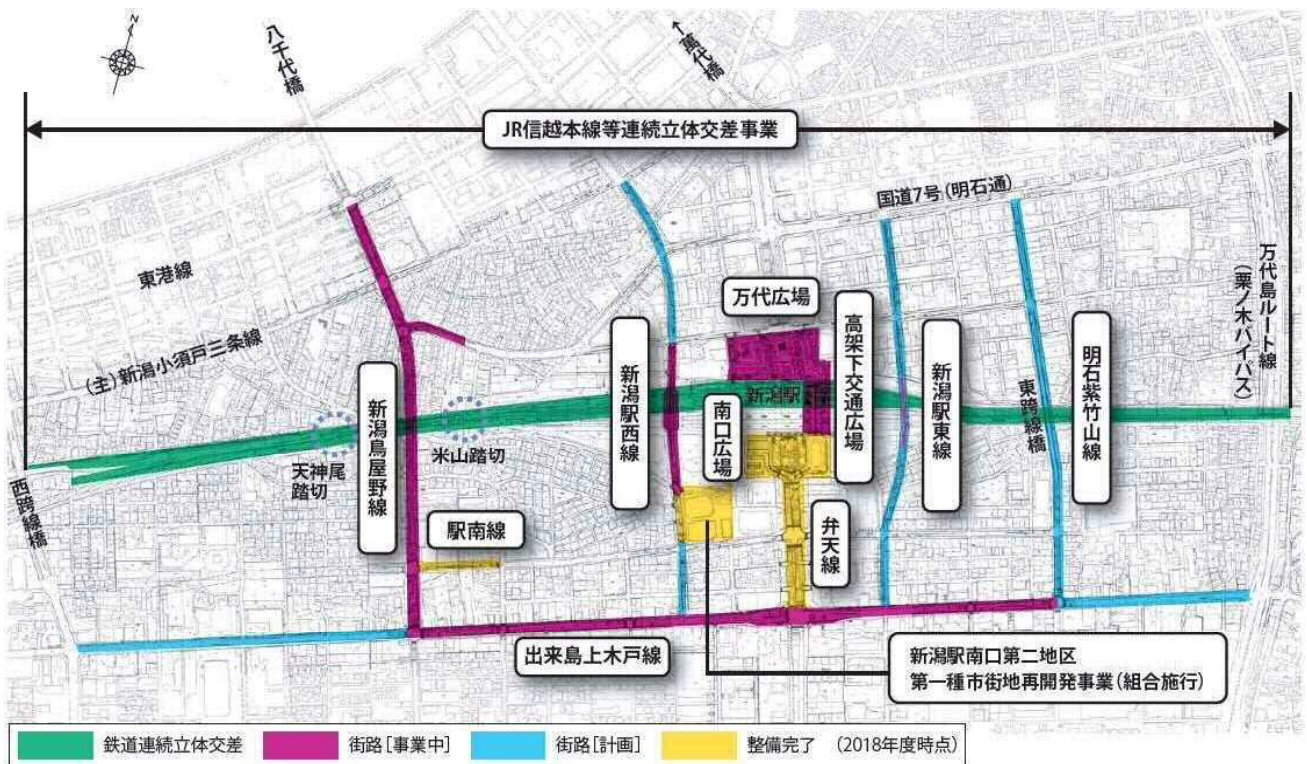 八千代橋
↑萬代橋
JR信越本線等連続立体交差事業
国道7号(明石通)
東港線
(主)新潟小須戸三条線
万代島ルート線
(栗ノ木バイパス)
万代広場
高架下交通広場
新潟駅西線
新潟駅
南口広場
新潟駅東線
東跨線橋
明石紫竹山線
新潟鳥屋野線
天神尾
踏切
米山踏切
西跨線橋
駅南線
弁天線
出来島上木戸線
新潟駅南口第二地区
第一種市街地再開発事業(組合施行)
鉄道連続立体交差
街路[事業中]
街路[計画]
整備完了 (2018年度時点)